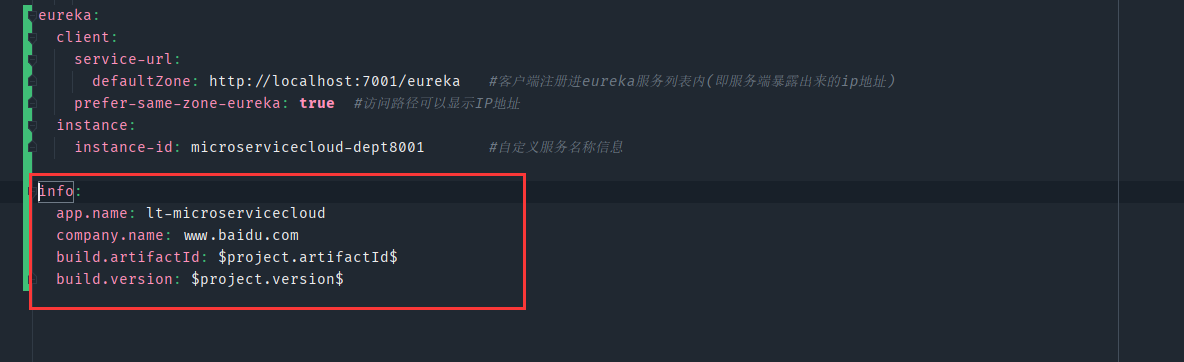 eureka:
client:
service-url:
defaultZone: http://localhost:7001/eureka #客户端注册进eureka服务列表内(即服务端暴露出来的ip地址)
prefer-same-zone-eureka: true #访问路径可以显示IP地址
instance:
instance-id: microservicecloud-dept8001 #自定义服务名称信息
info:
app.name: lt-microservicecloud
company.name: www.baidu.com
build.artifactId: $project.artifactId$
build.version: $project.version$